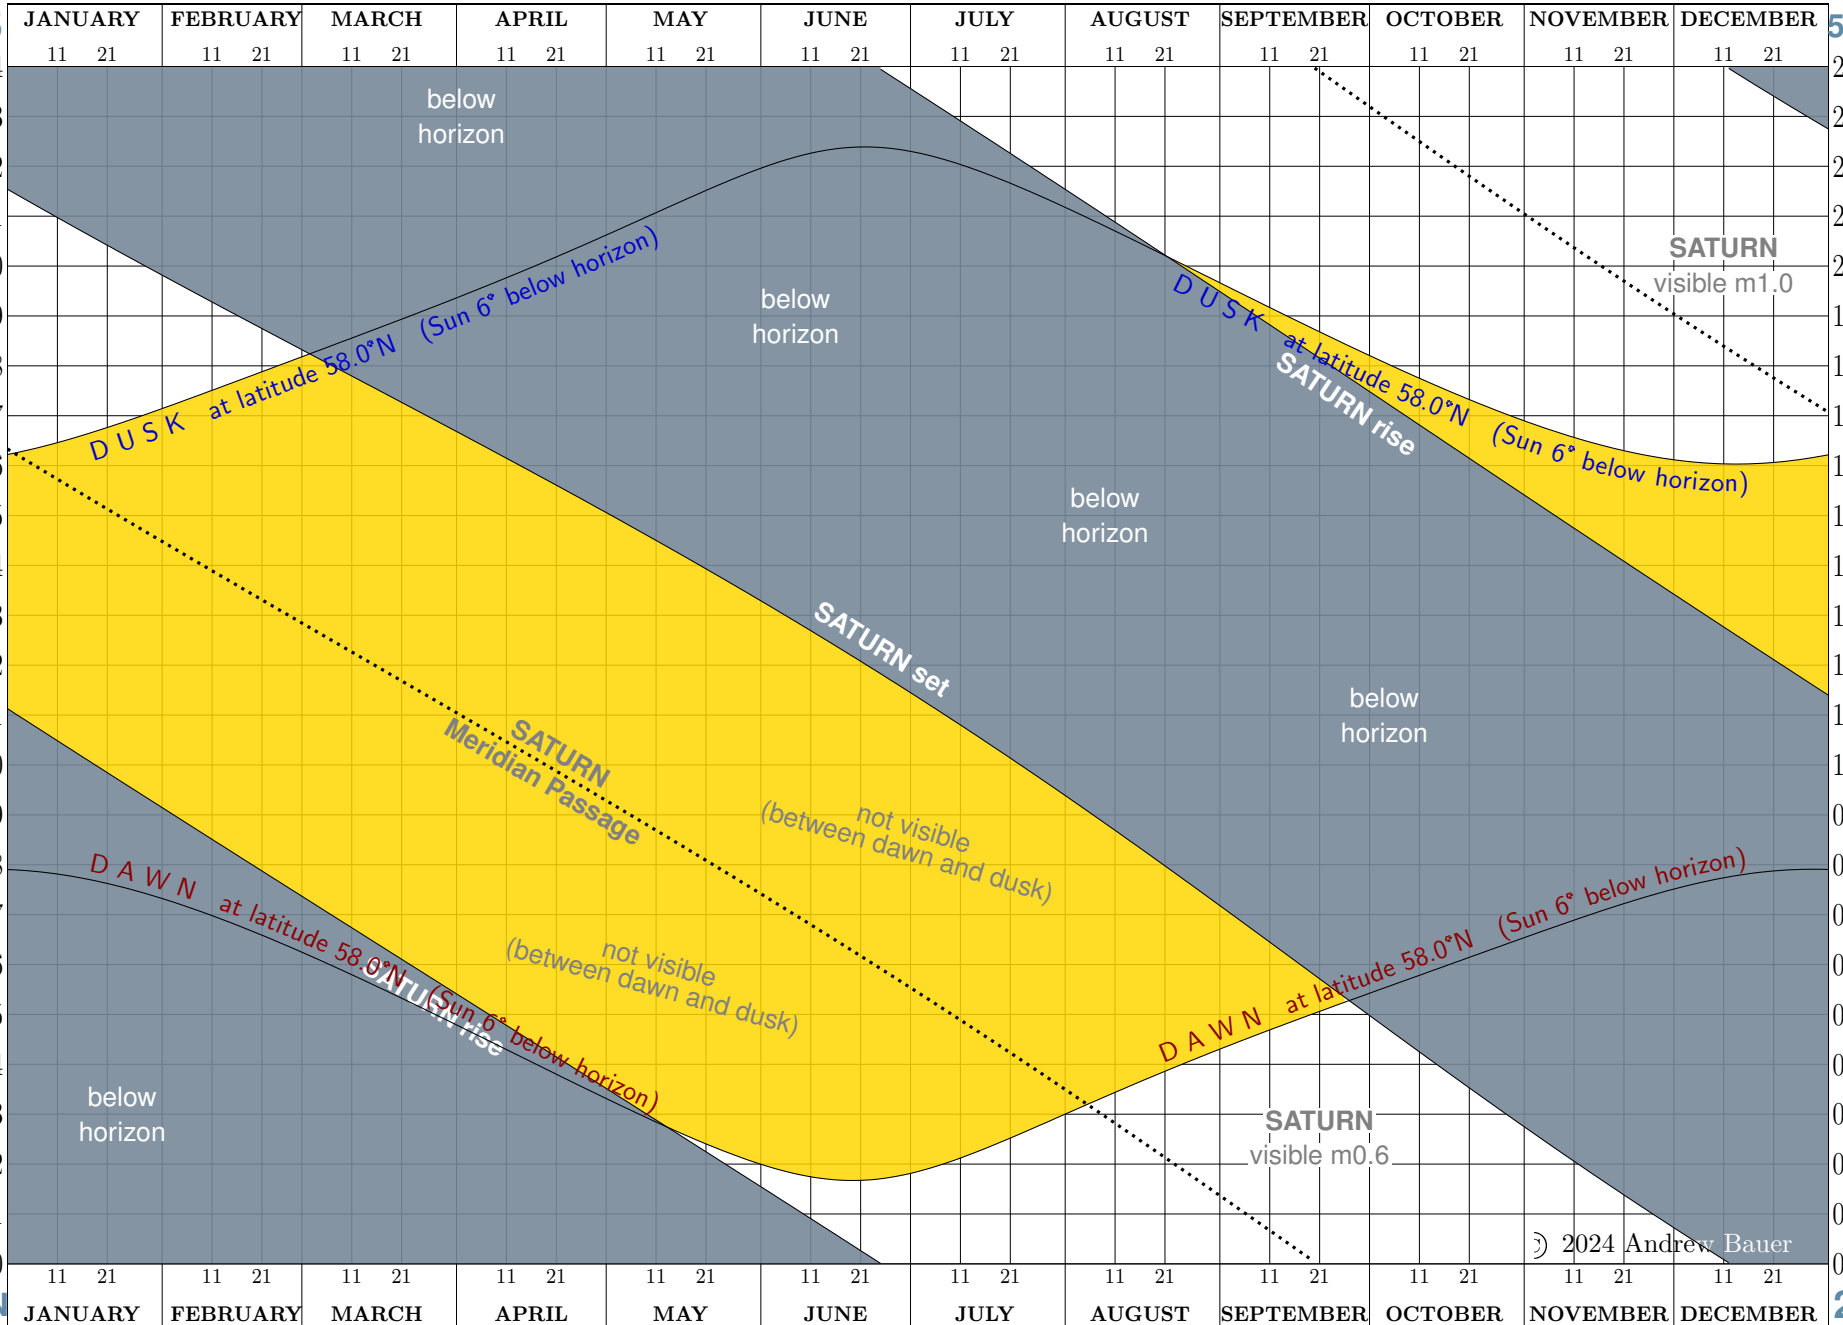 JANUARY FEBRUARY MARCH APRIL MAY JUNE JULY AUGUST SEPTEMBER OCTOBER NOVEMBER DECEMBER
11 21 11 21 11 21 11 21 11 21 11 21 11 21 11 21 11 21 11 21 11 21 11 21
below
horizon
SATURN
visible m1.0
below
horizon
DUSK at latitude 58.0°N (Sun 6° below horizon)
DUSK at latitude 58.0°N (Sun 6° below horizon)
SATURN rise
below
horizon
SATURN set
below
horizon
SATURN
Meridian Passage
not visible
(between dawn and dusk)
not visible
(between dawn and dusk)
DAWN at latitude 58.0°N (Sun 6° below horizon)
SATURN rise
DAWN at latitude 58.0°N (Sun 6° below horizon)
below
horizon
SATURN
visible m0.6
© 2024 Andrew Bauer
11 21 11 21 11 21 11 21 11 21 11 21 11 21 11 21 11 21 11 21 11 21 11 21
JANUARY FEBRUARY MARCH APRIL MAY JUNE JULY AUGUST SEPTEMBER OCTOBER NOVEMBER DECEMBER